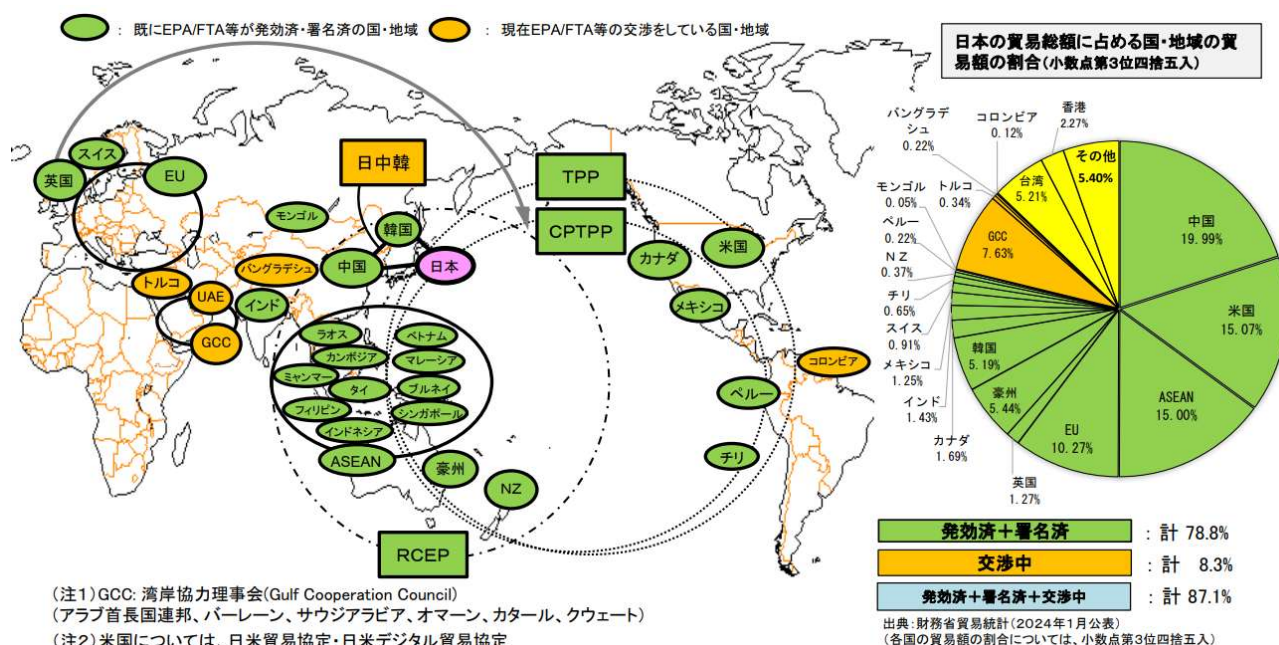 ： 既にEPA/FTA等が発効済・署名済の国・地域
： 現在EPA/FTA等の交渉をしている国・地域
スイス
英国
EU
モンゴル
日中韓
韓国
中国
日本
バングラデシュ
トルコ
UAE
インド
GCC
ラオス
ベトナム
カンボジア
マレーシア
ミャンマー
タイ
ブルネイ
フィリピン
シンガポール
インドネシア
ASEAN
豪州
NZ
RCEP
TPP
CPTPP
カナダ
米国
メキシコ
コロンビア
ペルー
チリ
日本の貿易総額に占める国・地域の貿
易額の割合(小数点第3位四捨五入)
中国
19.99%
米国
15.07%
ASEAN
15.00%
EU
10.27%
英国
1.27%
豪州
5.44%
韓国
5.19%
カナダ
1.69%
インド
1.43%
メキシコ
1.25%
スイス
0.91%
チリ
0.65%
ＮＺ
0.37%
ペルー
0.22%
モンゴル
0.05%
GCC
7.63%
トルコ
0.34%
バングラデ
シュ
0.22%
コロンビア
0.12%
台湾
5.21%
香港
2.27%
その他
5.40%
発効済＋署名済 ：計 78.8%
交渉中 ：計 8.3%
発効済＋署名済＋交渉中 ：計 87.1%
出典：財務省貿易統計(2024年1月公表)
(各国の貿易額の割合については、小数点第3位四捨五入)
(注1)GCC: 湾岸協力理事会(Gulf Cooperation Council)
(アラブ首長国連邦、バーレーン、サウジアラビア、オマーン、カタール、クウェート)
(注2)米国については、日米貿易協定・日米デジタル貿易協定